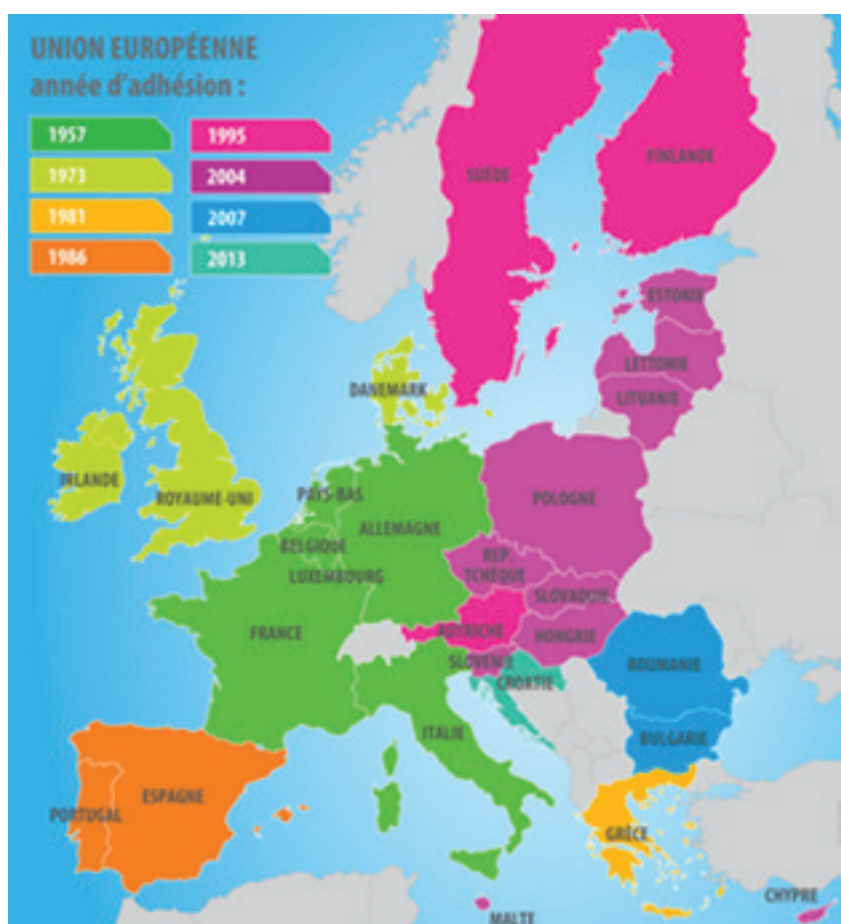 UNION EUROPÉENNE
année d'adhésion :
1957
1995
1973
2004
1981
2007
1986
2013
FINLANDE
SUÈDE
ESTONIE
LETTONIE
LITUANIE
DANEMARK
IRLANDE
ROYAUME-UNI
PAYS-BAS
POLOGNE
ALLEMAGNE
BELGIQUE
REP.
TCHÈQUE
LUXEMBOURG
SLOVAQUIE
FRANCE
AUTRICHE
HONGRIE
SLOVENIE
ROUMANIE
CROATIE
ITALIE
BULGARIE
ESPAGNE
PORTUGAL
GRÈCE
CHYPRE
MALTE